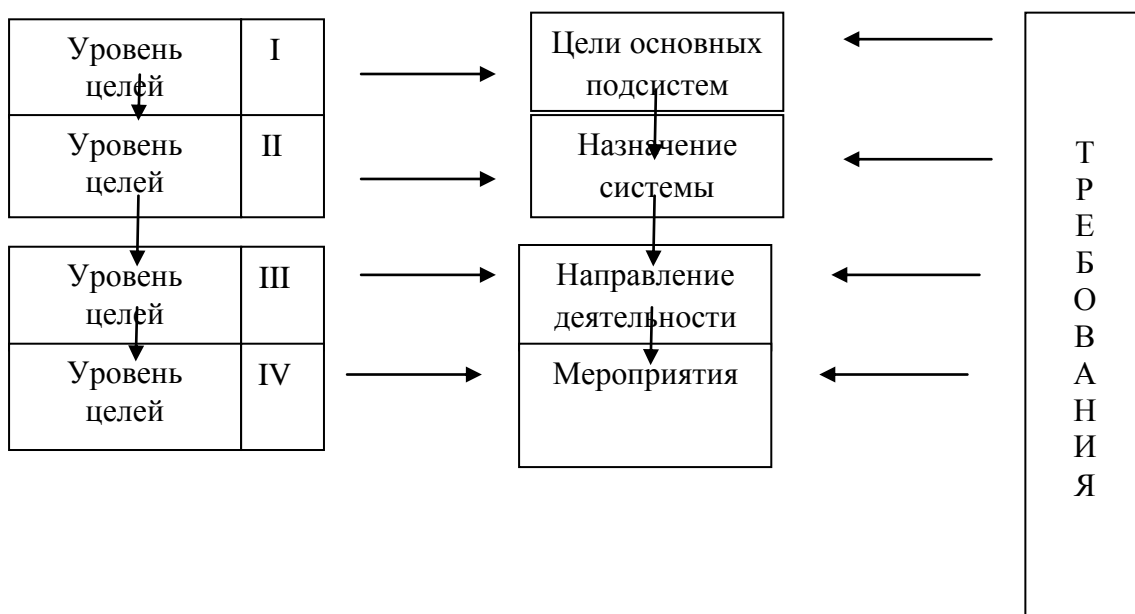 Уровень целей I
Цели основных подсистем
Уровень целей II
Назначение системы
Уровень целей III
Направление деятельности
Уровень целей IV
Мероприятия
ТРЕБОВАНИЯ